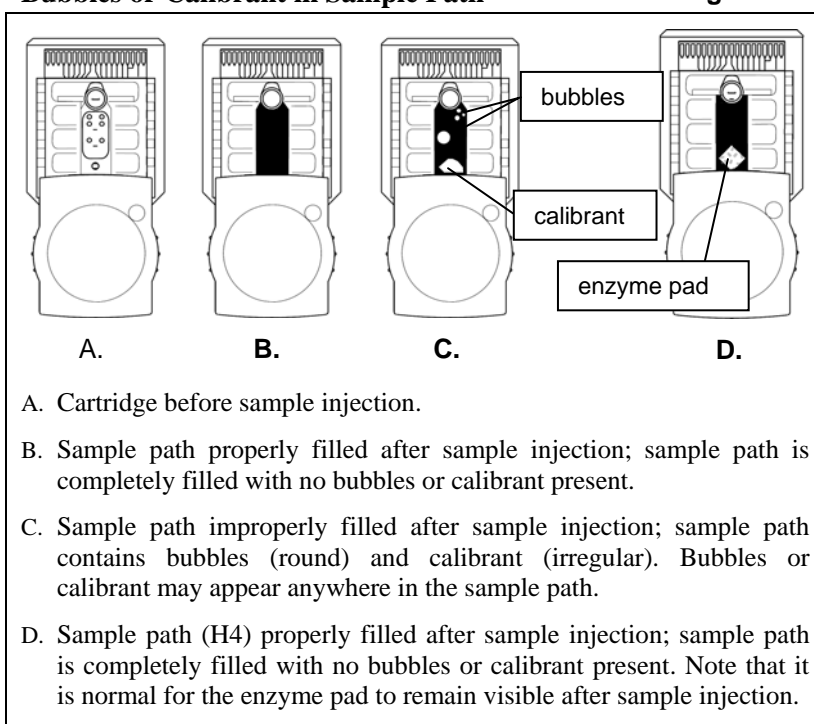 Bubbles or Calibrant in Sample Path
bubbles
calibrant
enzyme pad
A.
B.
C.
D.
A. Cartridge before sample injection.
B. Sample path properly filled after sample injection; sample path is
completely filled with no bubbles or calibrant present.
C. Sample path improperly filled after sample injection; sample path
contains bubbles (round) and calibrant (irregular). Bubbles or
calibrant may appear anywhere in the sample path.
D. Sample path (H4) properly filled after sample injection; sample path
is completely filled with no bubbles or calibrant present. Note that it
is normal for the enzyme pad to remain visible after sample injection.